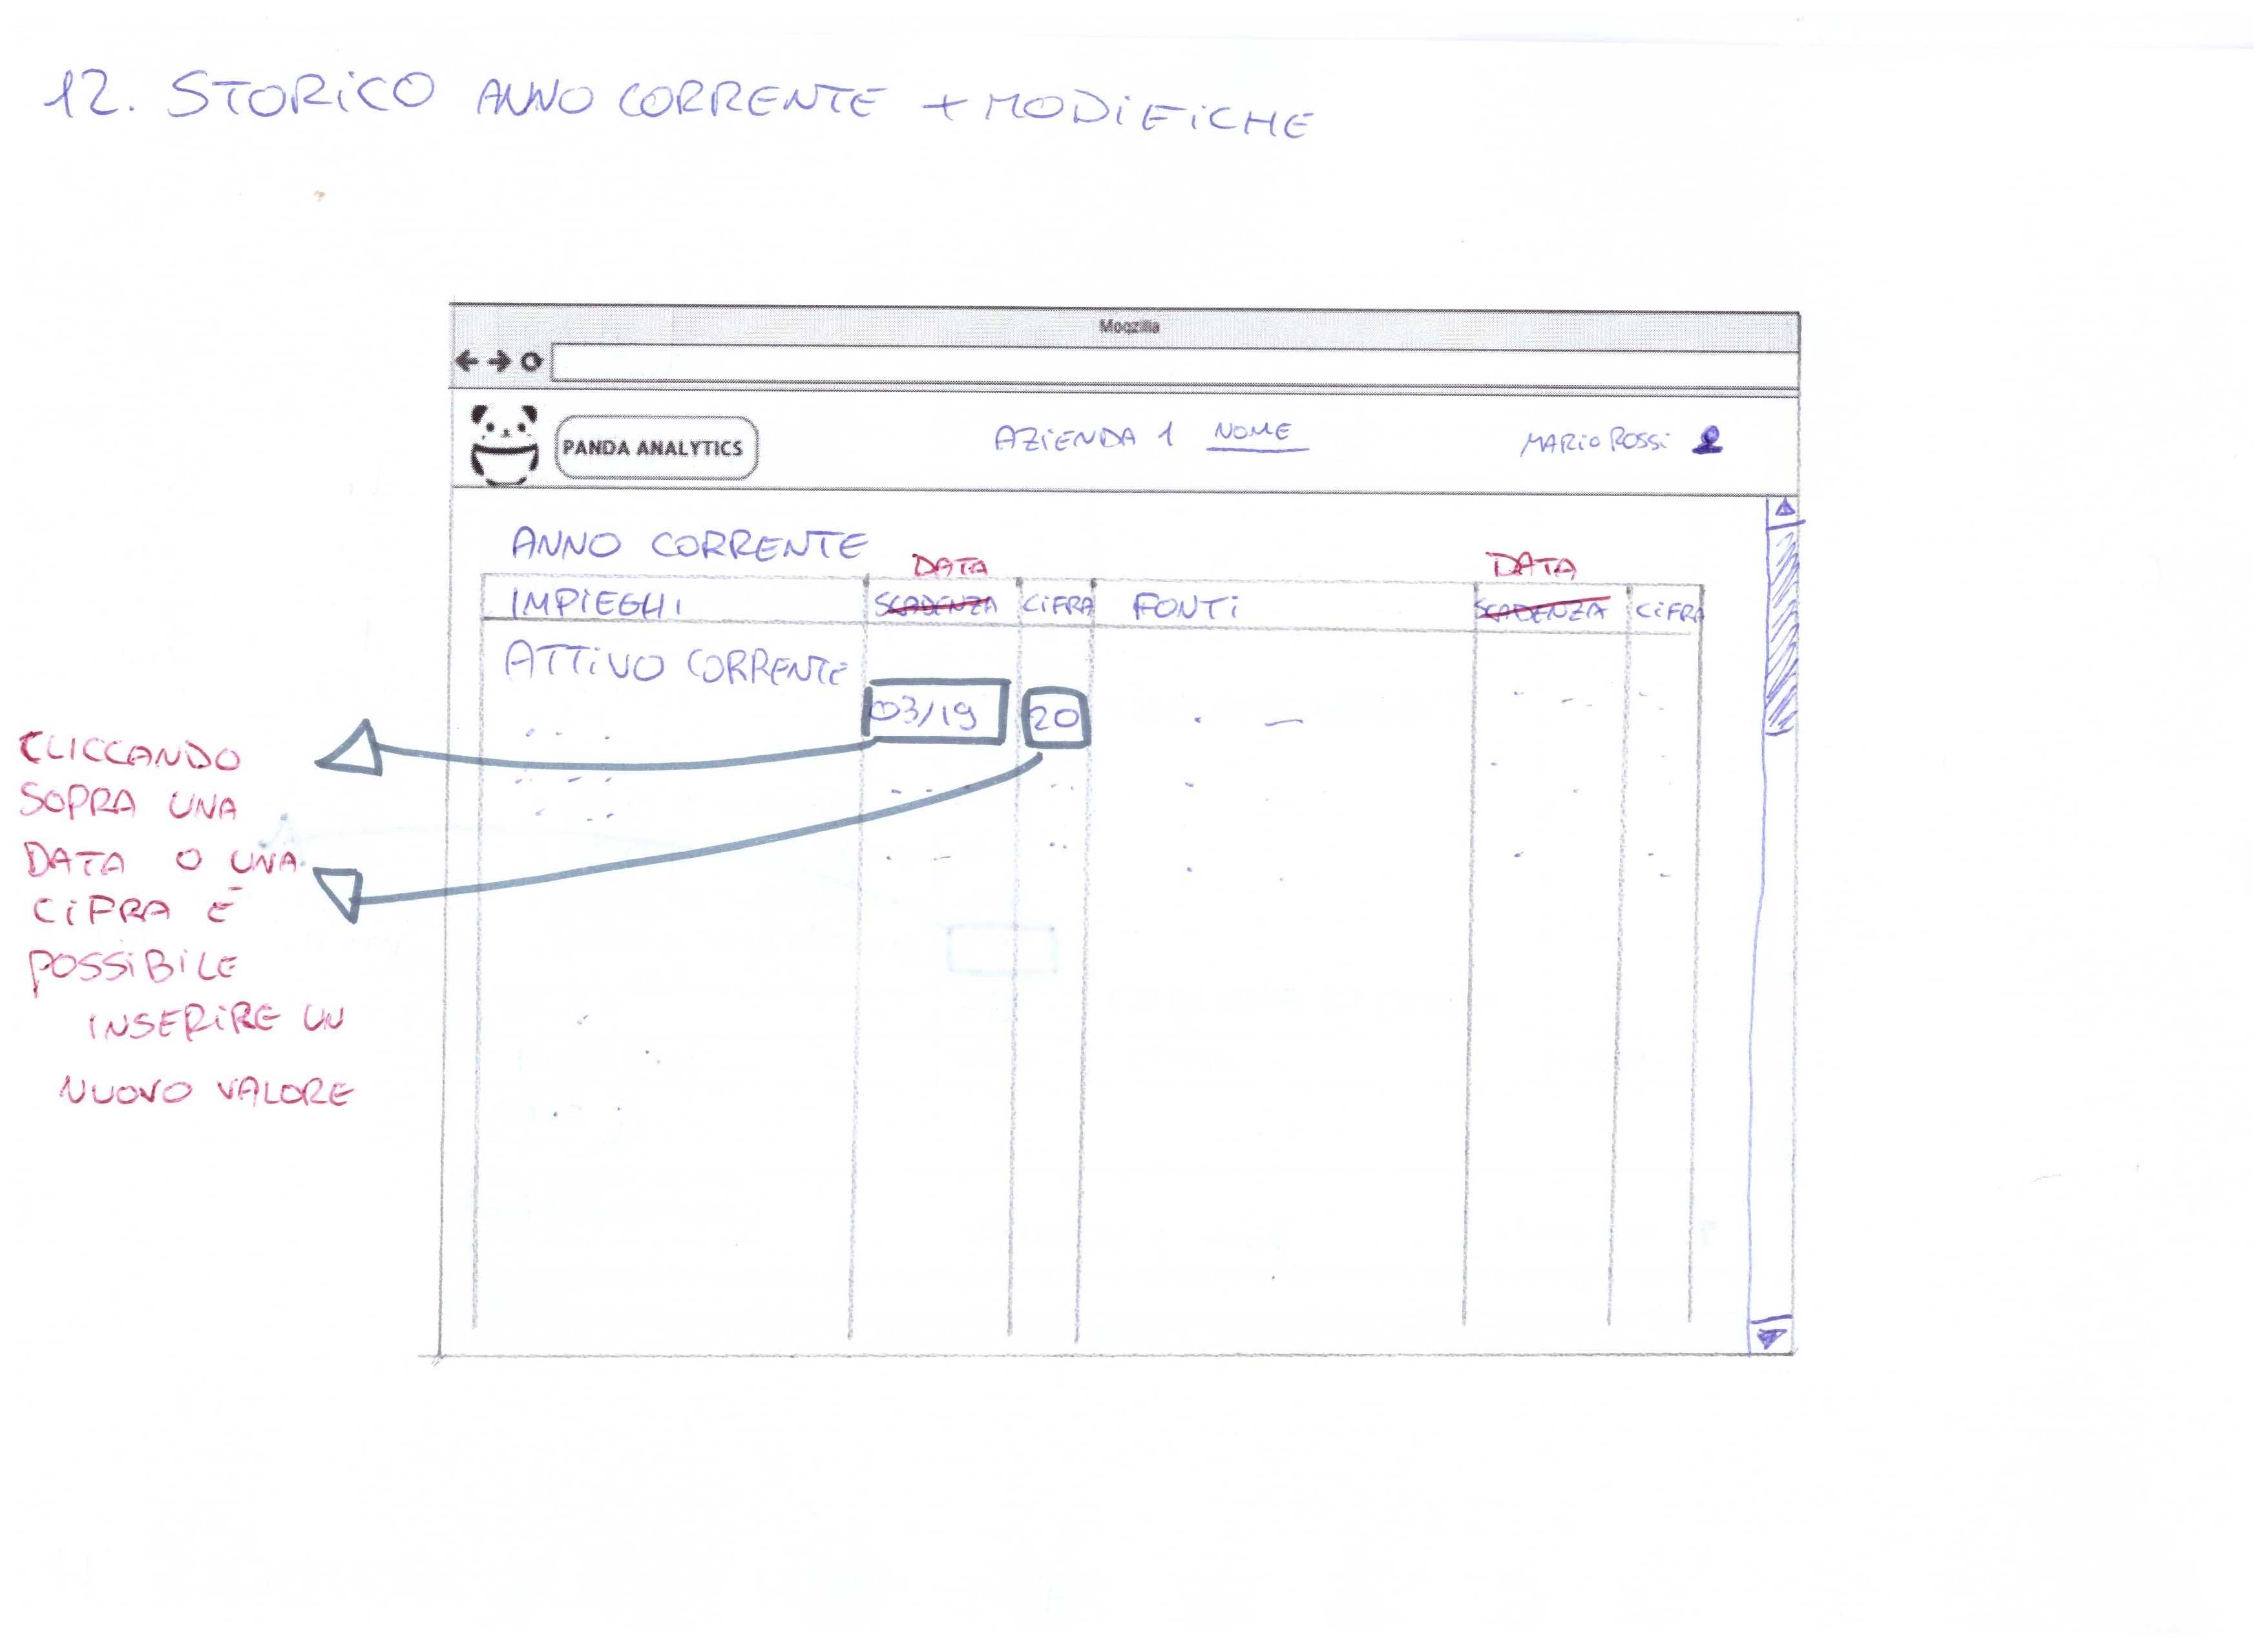 12. STORICO ANNO CORRENTE + MODIFICHE
Moqzilla
PANDA ANALYTICS
AZIENDA 1 NOME
MARIO ROSSI
ANNO CORRENTE
DATA
DATA
IMPIEGHI SCADENZA CIFRA FONTI SCADENZA CIFRA
ATTIVO CORRENTE
03/19 20
CLICCANDO
SOPRA UNA
DATA O UNA
CIFRA È
POSSIBILE
INSERIRE UN
NUOVO VALORE